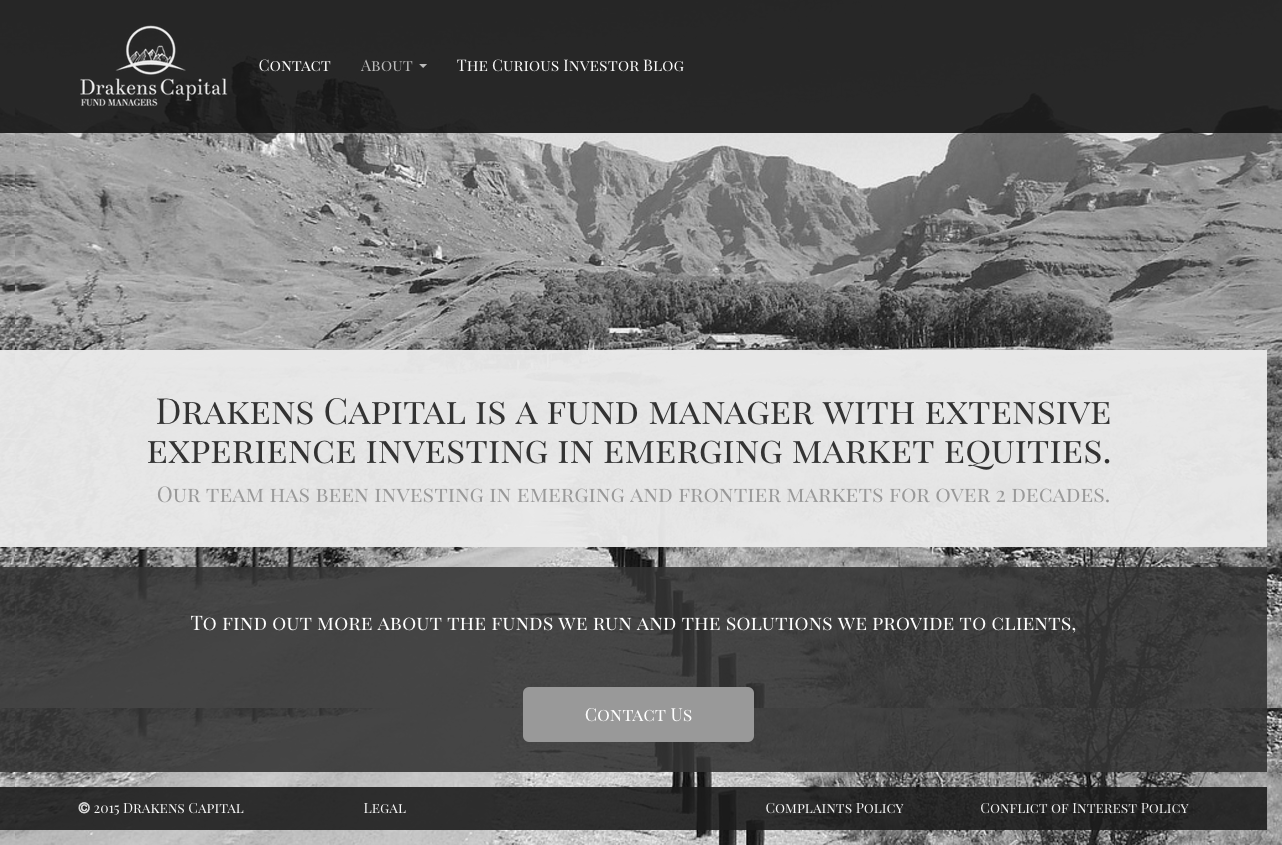 Drakens Capital
FUND MANAGERS
Contact
About
The Curious Investor Blog
Drakens Capital is a fund manager with extensive
experience investing in emerging market equities.
Our team has been investing in emerging and frontier markets for over 2 decades.
To find out more about the funds we run and the solutions we provide to clients,
Contact Us
© 2015 Drakens Capital
Legal
Complaints Policy
Conflict of Interest Policy